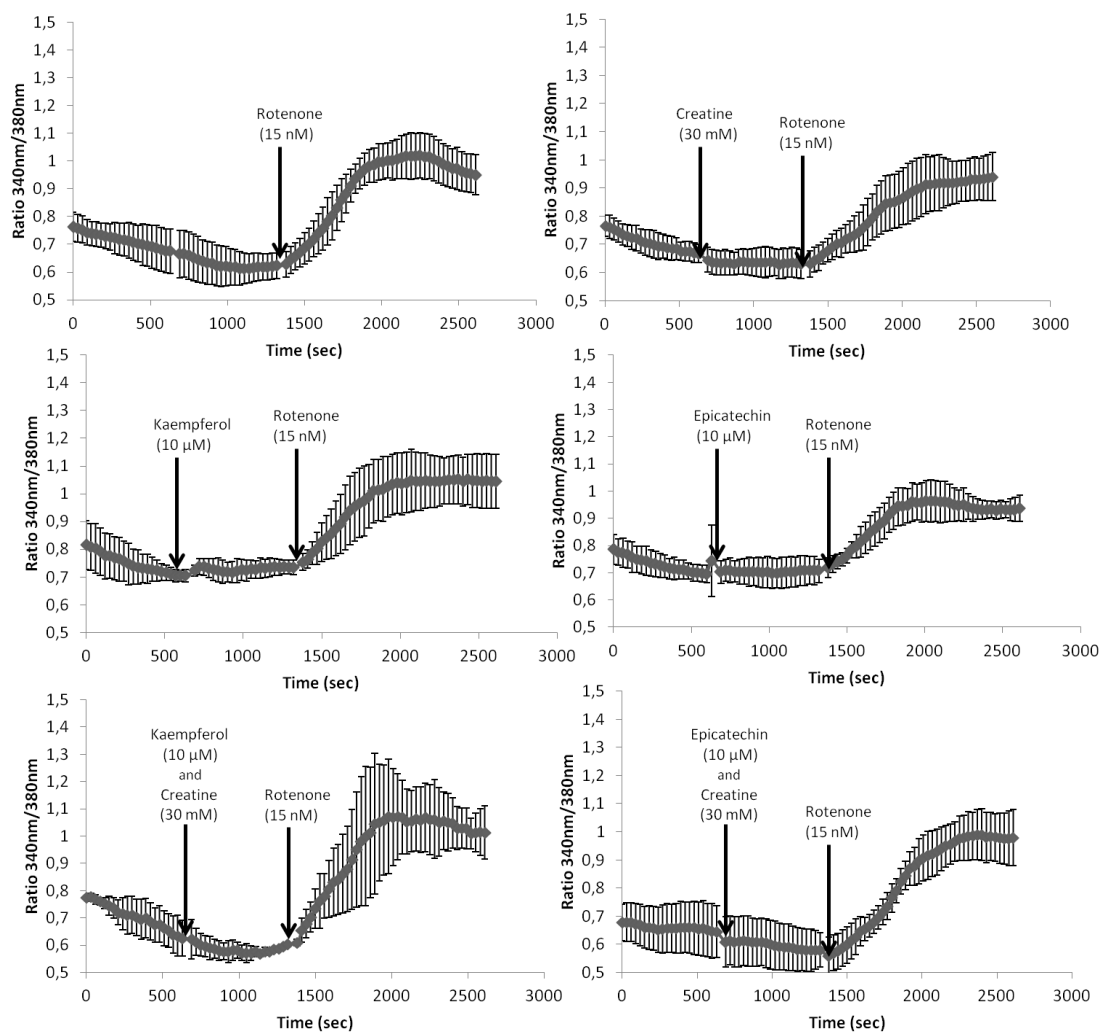 1,5
1,4
1,3
1,2
1,1
1
0,9
0,8
0,7
0,6
0,5
Ratio 340nm/380nm
Rotenone
(15 nM)
0 500 1000 1500 2000 2500 3000
Time (sec)
1,5
1,4
1,3
1,2
1,1
1
0,9
0,8
0,7
0,6
0,5
Ratio 340nm/380nm
Creatine
(30 mM)
Rotenone
(15 nM)
0 500 1000 1500 2000 2500 3000
Time (sec)
1,5
1,4
1,3
1,2
1,1
1
0,9
0,8
0,7
0,6
0,5
Ratio 340nm/380nm
Kaempferol
(10 µM)
Rotenone
(15 nM)
0 500 1000 1500 2000 2500 3000
Time (sec)
1,5
1,4
1,3
1,2
1,1
1
0,9
0,8
0,7
0,6
0,5
Ratio 340nm/380nm
Epicatechin
(10 µM)
Rotenone
(15 nM)
0 500 1000 1500 2000 2500 3000
Time (sec)
1,5
1,4
1,3
1,2
1,1
1
0,9
0,8
0,7
0,6
0,5
Ratio 340nm/380nm
Kaempferol
(10 µM)
and
Creatine
(30 mM)
Rotenone
(15 nM)
0 500 1000 1500 2000 2500 3000
Time (sec)
1,5
1,4
1,3
1,2
1,1
1
0,9
0,8
0,7
0,6
0,5
Ratio 340nm/380nm
Epicatechin
(10 µM) and
Creatine
(30 mM)
Rotenone
(15 nM)
0 500 1000 1500 2000 2500 3000
Time (sec)